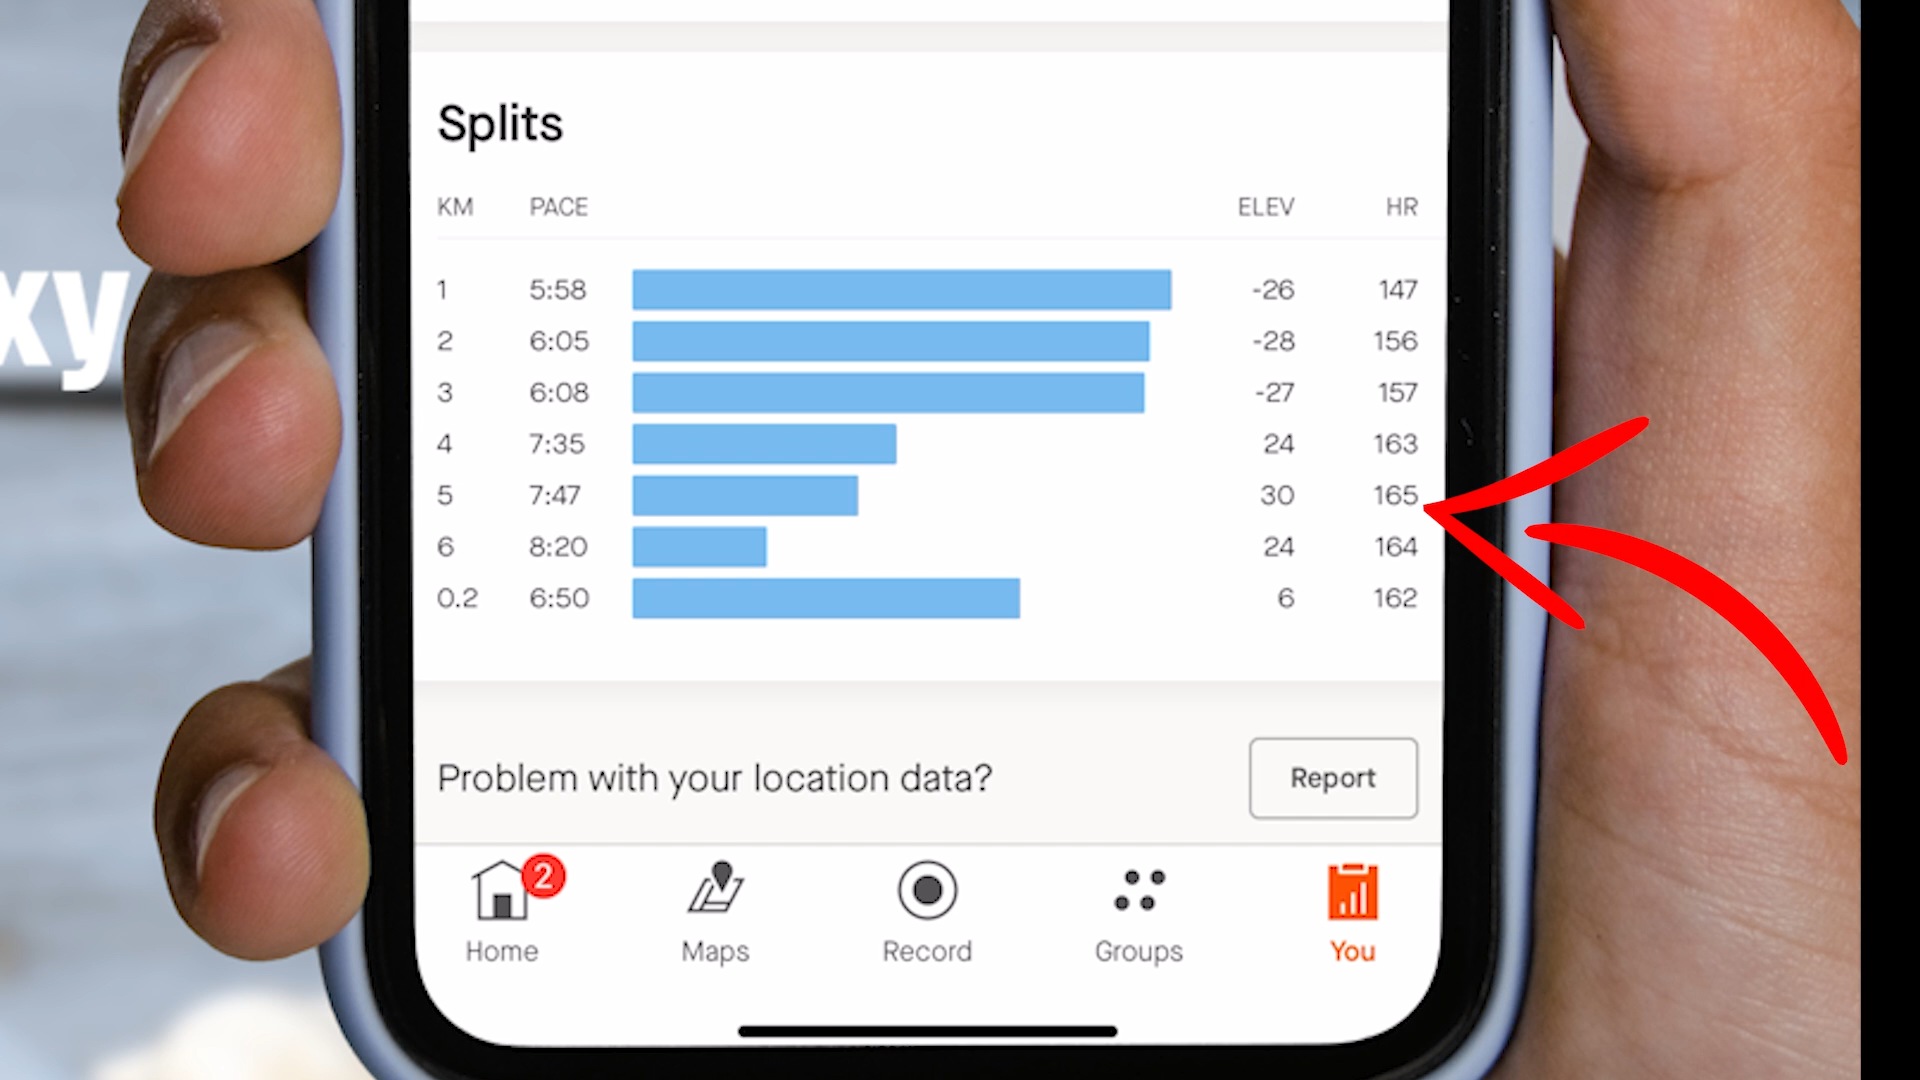 Splits
KM PACE ELEV HR
1 5:58 -26 147
2 6:05 -28 156
3 6:08 -27 157
4 7:35 24 163
5 7:47 30 165
6 8:20 24 164
0.2 6:50 6 162
xy
Problem with your location data? Report
2
Home Maps Record Groups You